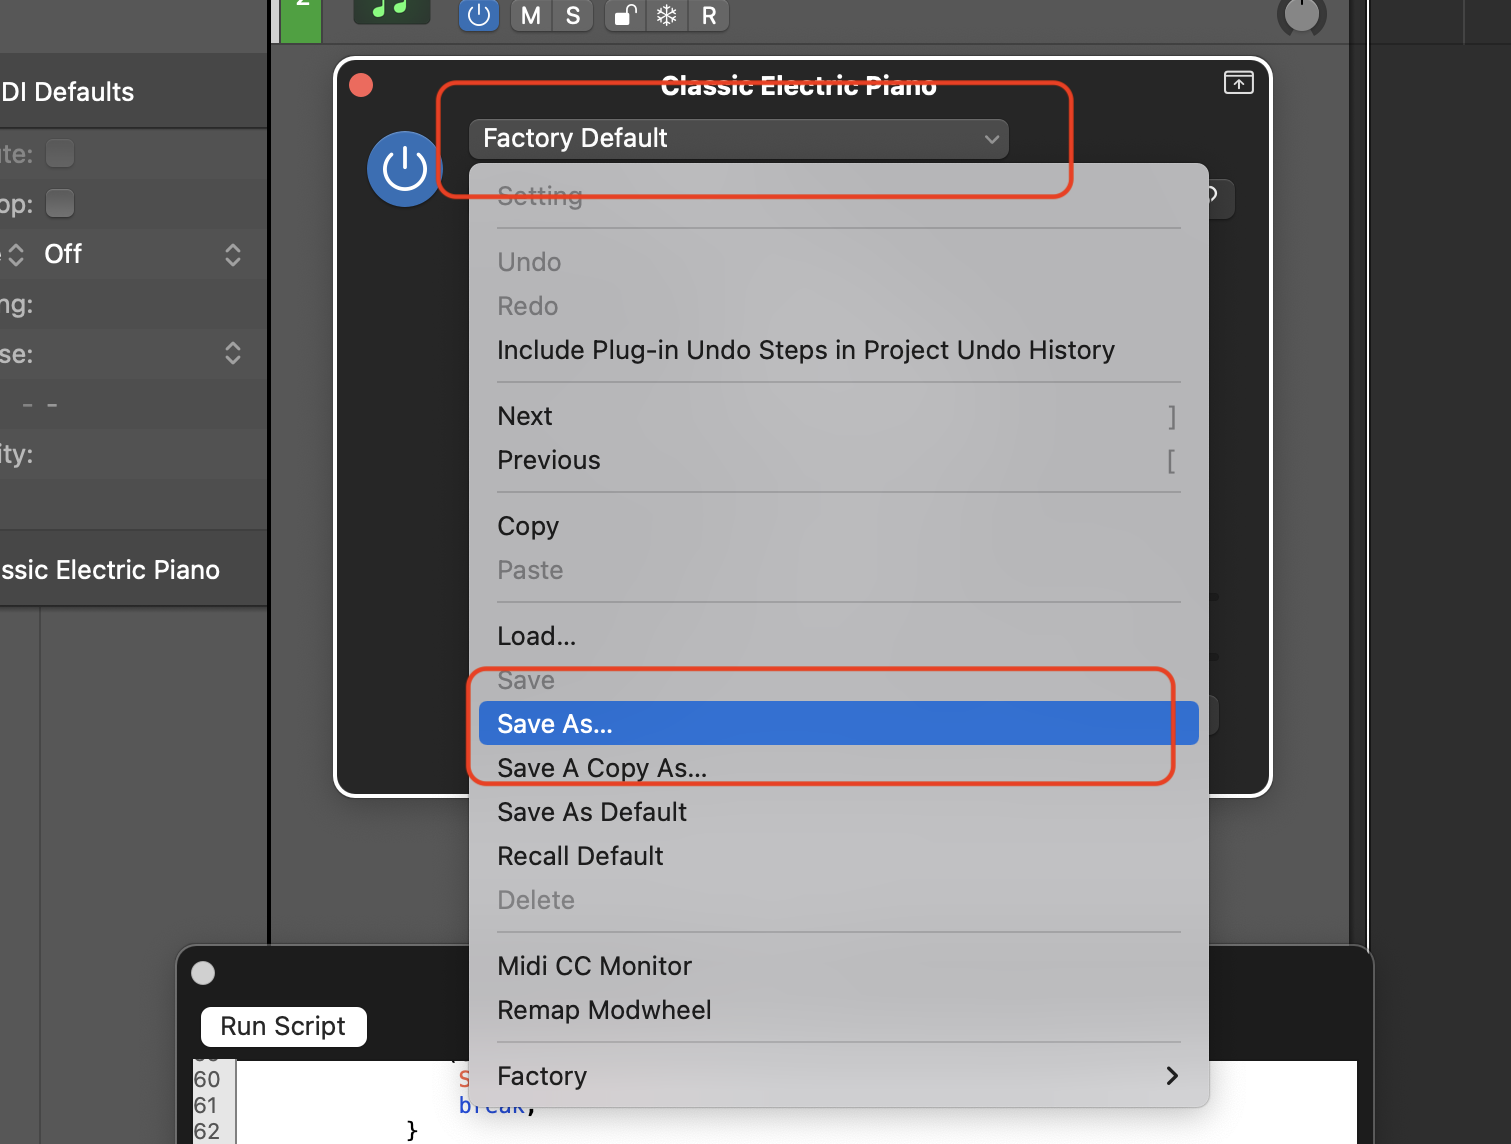 2
M S R
DI Defaults
Classic Electric Piano
Factory Default
te:
op:
Off
ng:
se:
- -
ity:
ssic Electric Piano
Setting
Undo
Redo
Include Plug-in Undo Steps in Project Undo History
Next ]
Previous [
Copy
Paste
Load...
Save
Save As...
Save A Copy As...
Save As Default
Recall Default
Delete
Midi CC Monitor
Remap Modwheel
Factory
Run Script
60 S
61 break;
62 }